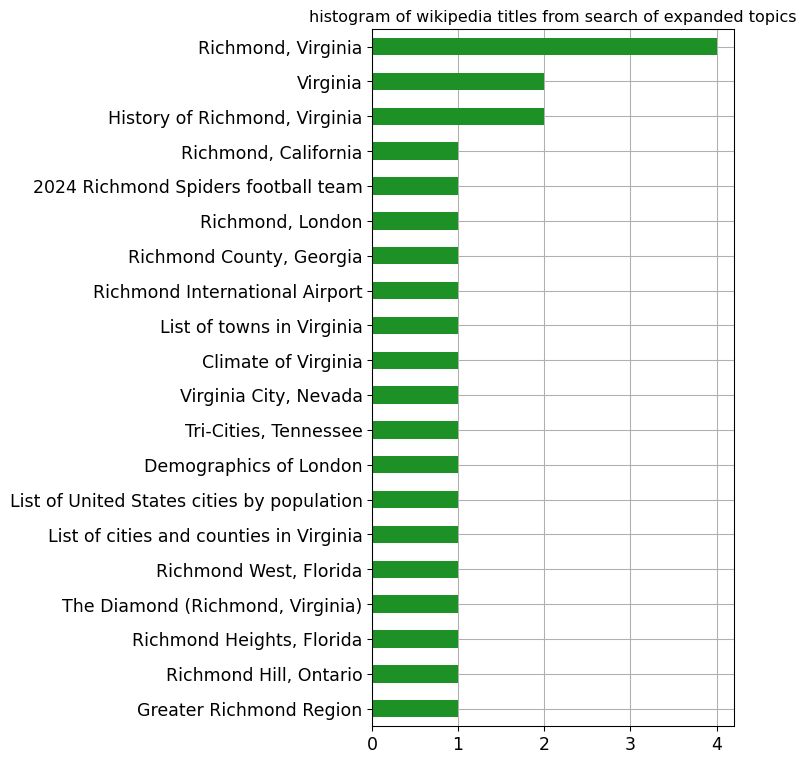 histogram of wikipedia titles from search of expanded topics
Richmond, Virginia
Virginia
History of Richmond, Virginia
Richmond, California
2024 Richmond Spiders football team
Richmond, London
Richmond County, Georgia
Richmond International Airport
List of towns in Virginia
Climate of Virginia
Virginia City, Nevada
Tri-Cities, Tennessee
Demographics of London
List of United States cities by population
List of cities and counties in Virginia
Richmond West, Florida
The Diamond (Richmond, Virginia)
Richmond Heights, Florida
Richmond Hill, Ontario
Greater Richmond Region
0 1 2 3 4